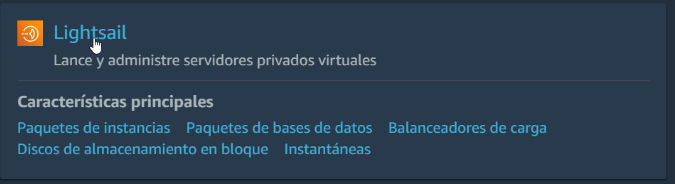 Lightsail
Lance y administre servidores privados virtuales
Características principales
Paquetes de instancias Paquetes de bases de datos Balanceadores de carga
Discos de almacenamiento en bloque Instantáneas